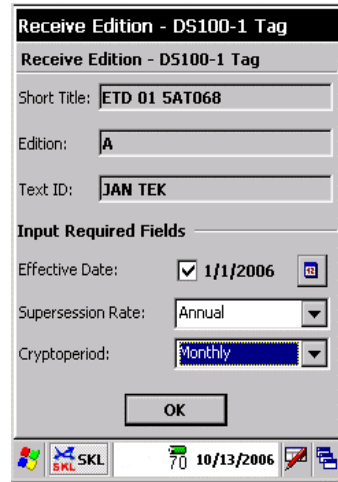 Receive Edition - DS100-1 Tag
Receive Edition - DS100-1 Tag
Short Title: ETD 01 5AT068
Edition: A
Text ID: JAN TEK
Input Required Fields
Effective Date: 1/1/2006 12
Supersession Rate: Annual
Cryptoperiod: Monthly
OK
SKL SKL 70 10/13/2006